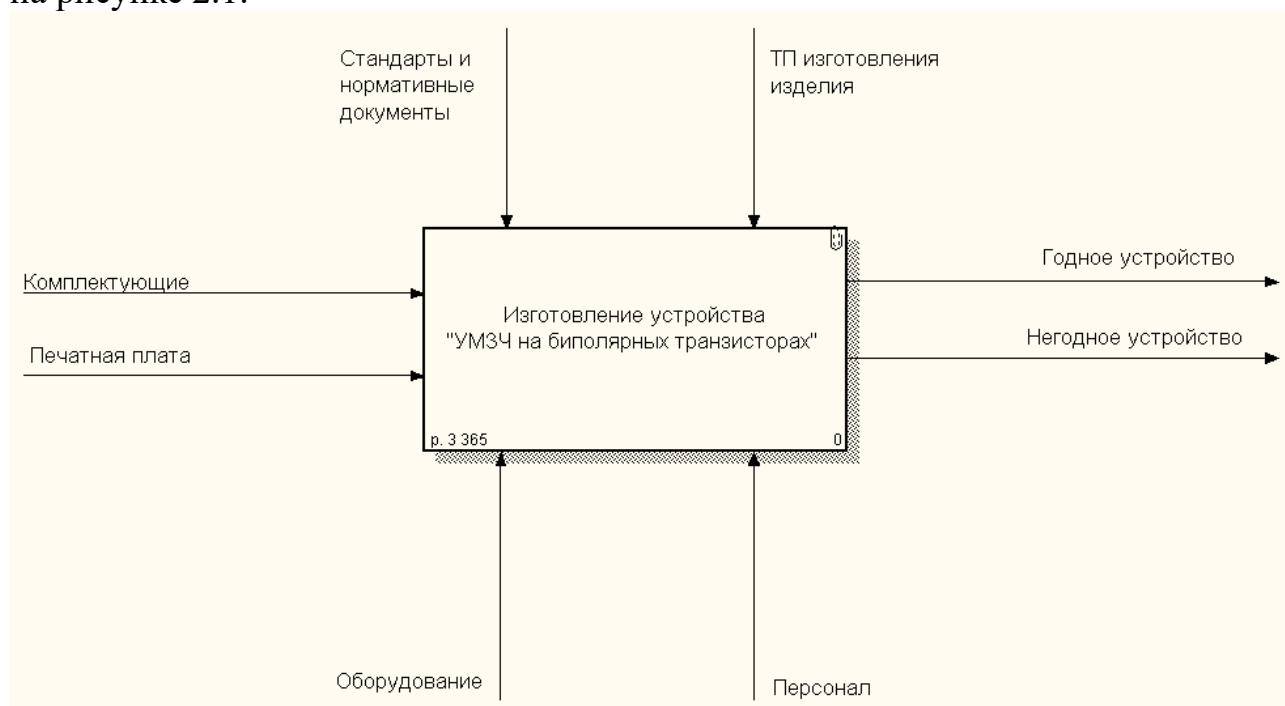 на рисунке 2.1.
Стандарты и
нормативные
документы
ТП изготовления
изделия
Комплектующие
Печатная плата
Изготовление устройства
"УМЗЧ на биполярных транзисторах"
р. 3 365
0
Годное устройство
Негодное устройство
Оборудование
Персонал